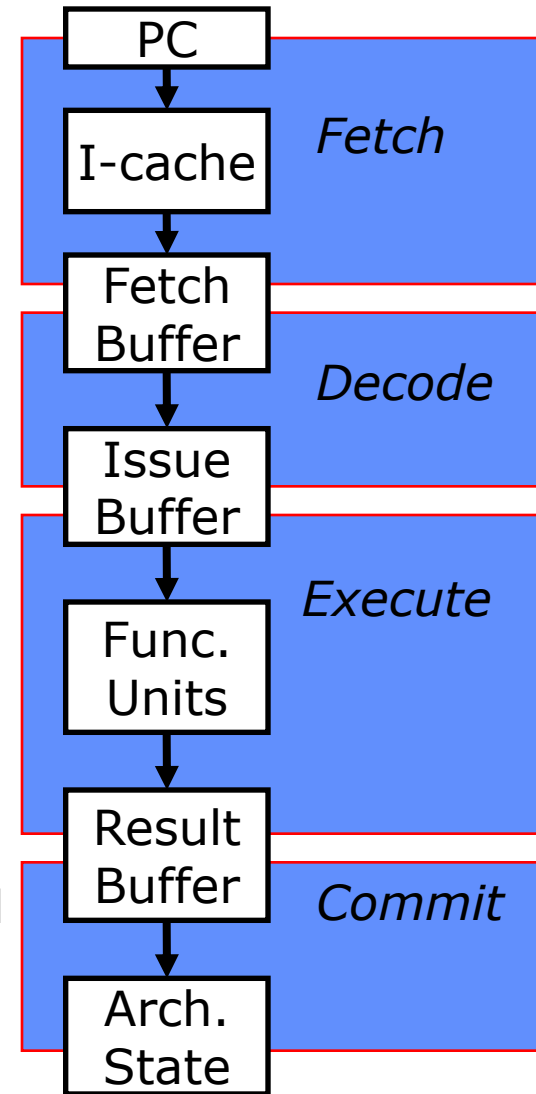 PC
I-cache
Fetch
Fetch
Buffer
Decode
Issue
Buffer
Execute
Func.
Units
Result
Buffer
Commit
Arch.
State